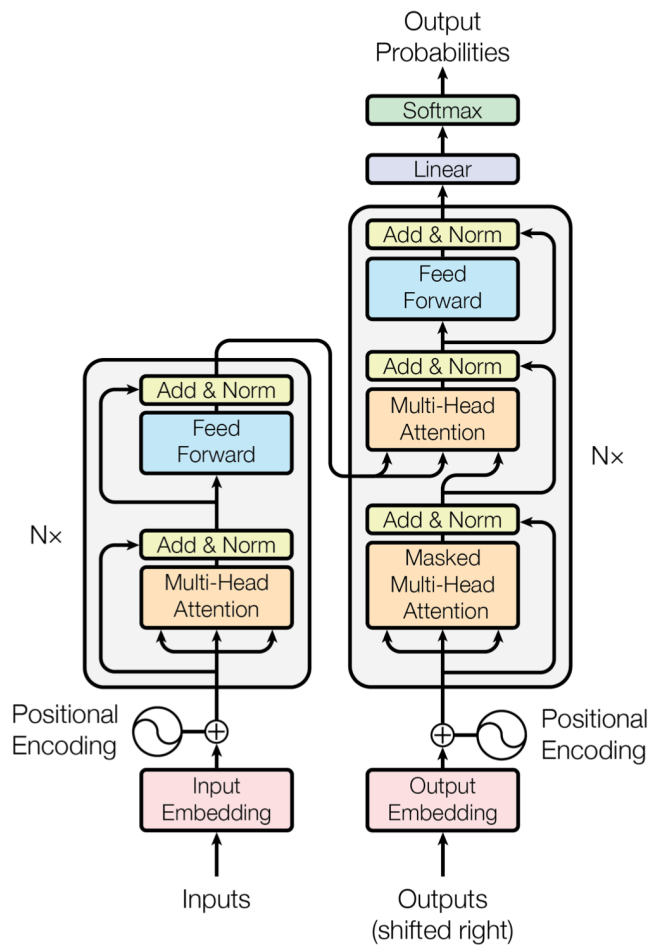 Output
Probabilities
Softmax
Linear
Add & Norm
Feed
Forward
Add & Norm
Multi-Head
Attention
Nx
Add & Norm
Masked
Multi-Head
Attention
Add & Norm
Feed
Forward
Nx
Add & Norm
Multi-Head
Attention
Positional
Encoding
Positional
Encoding
Input
Embedding
Output
Embedding
Inputs
Outputs
(shifted right)